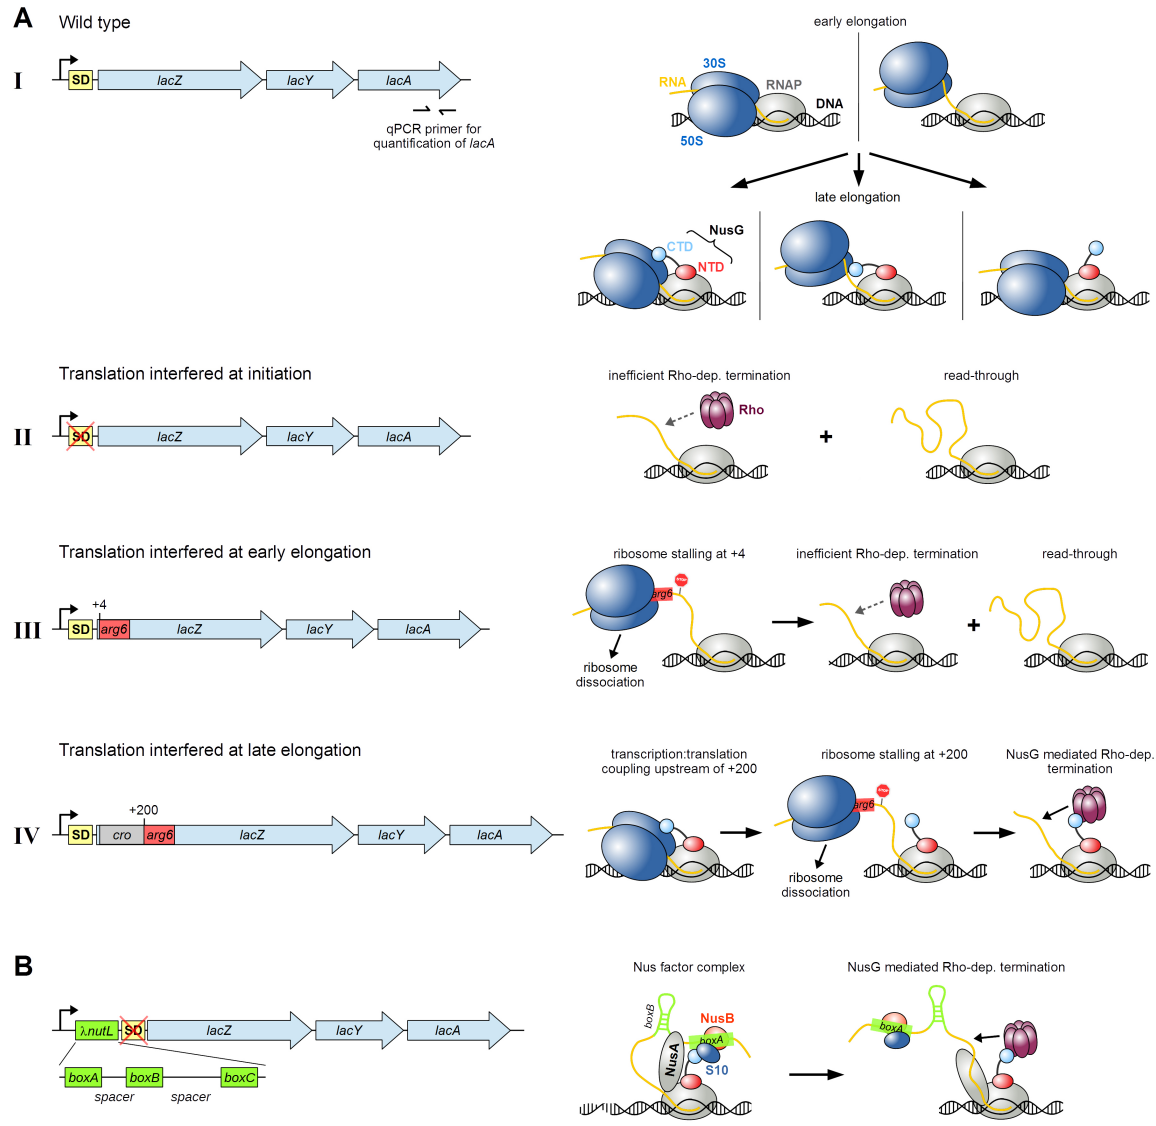 A
Wild type
I
SD
lacZ
lacY
lacA
qPCR primer for
quantification of lacA
early elongation
30S
RNA
RNAP
DNA
50S
late elongation
NusG
CTD
NTD
Translation interfered at initiation
II
SD
lacZ
lacY
lacA
inefficient Rho-dep. termination
read-through
Rho
+
Translation interfered at early elongation
III
+4
SD
arg6
lacZ
lacY
lacA
ribosome stalling at +4
inefficient Rho-dep. termination
read-through
arg6
STOP
+
ribosome
dissociation
Translation interfered at late elongation
IV
+200
SD
cro
arg6
lacZ
lacY
lacA
transcription:translation
coupling upstream of +200
ribosome stalling at +200
NusG mediated Rho-dep.
termination
arg6
STOP
ribosome
dissociation
B
λnutL
SD
lacZ
lacY
lacA
boxA
boxB
boxC
spacer
spacer
Nus factor complex
NusG mediated Rho-dep. termination
boxB
NusB
boxA
NusA
S10
boxA